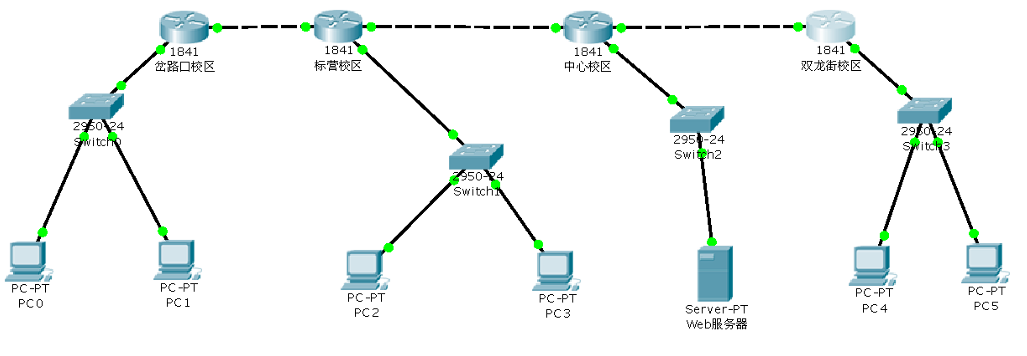 1841
岔路口校区
1841
标营校区
1841
中心校区
1841
双龙街校区
2950-24
Switch0
2950-24
Switch1
2950-24
Switch2
2950-24
Switch3
PC-PT
PC0
PC-PT
PC1
PC-PT
PC2
PC-PT
PC3
Server-PT
Web服务器
PC-PT
PC4
PC-PT
PC5